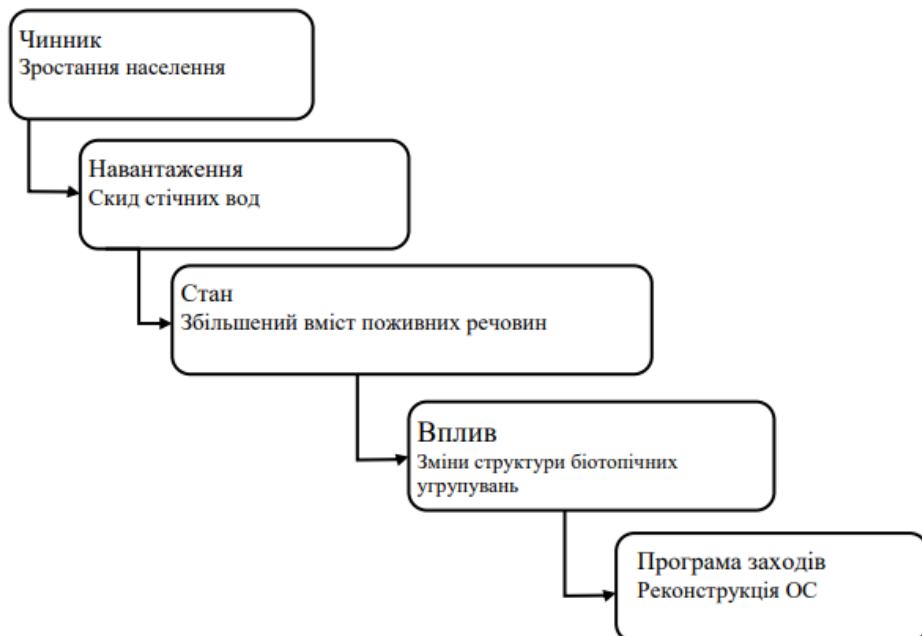 Чинник
Зростання населення
Навантаження
Скид стічних вод
Стан
Збільшений вміст поживних речовин
Вплив
Зміни структури біотопічних
угрупувань
Програма заходів
Реконструкція ОС